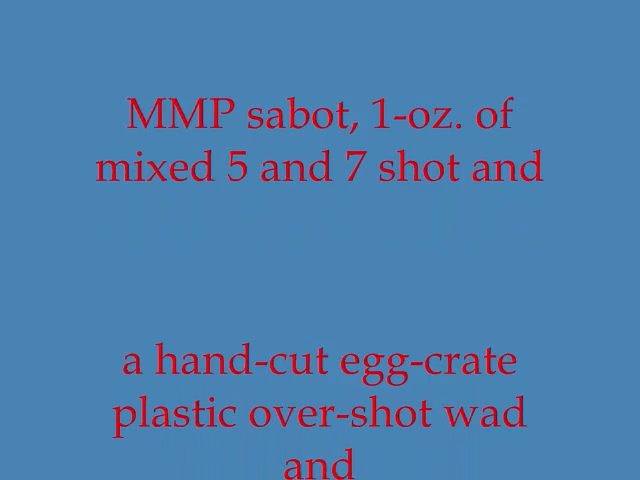 MMP sabot, 1-oz. of
mixed 5 and 7 shot and
a hand-cut egg-crate
plastic over-shot wad
and